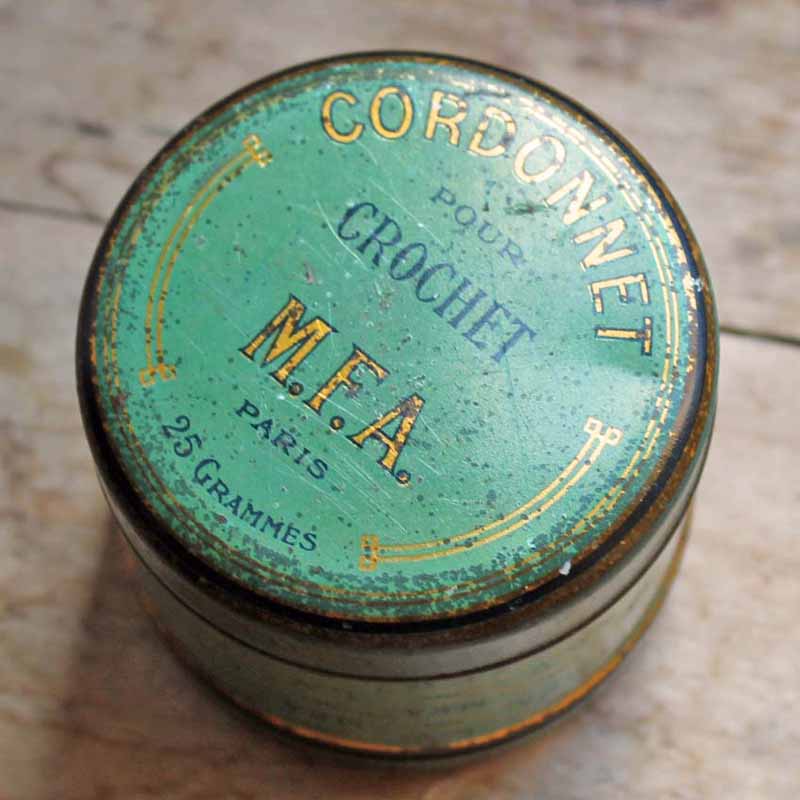 CORDONNET
POUR
CROCHET
M.F.A.
PARIS
25 GRAMMES